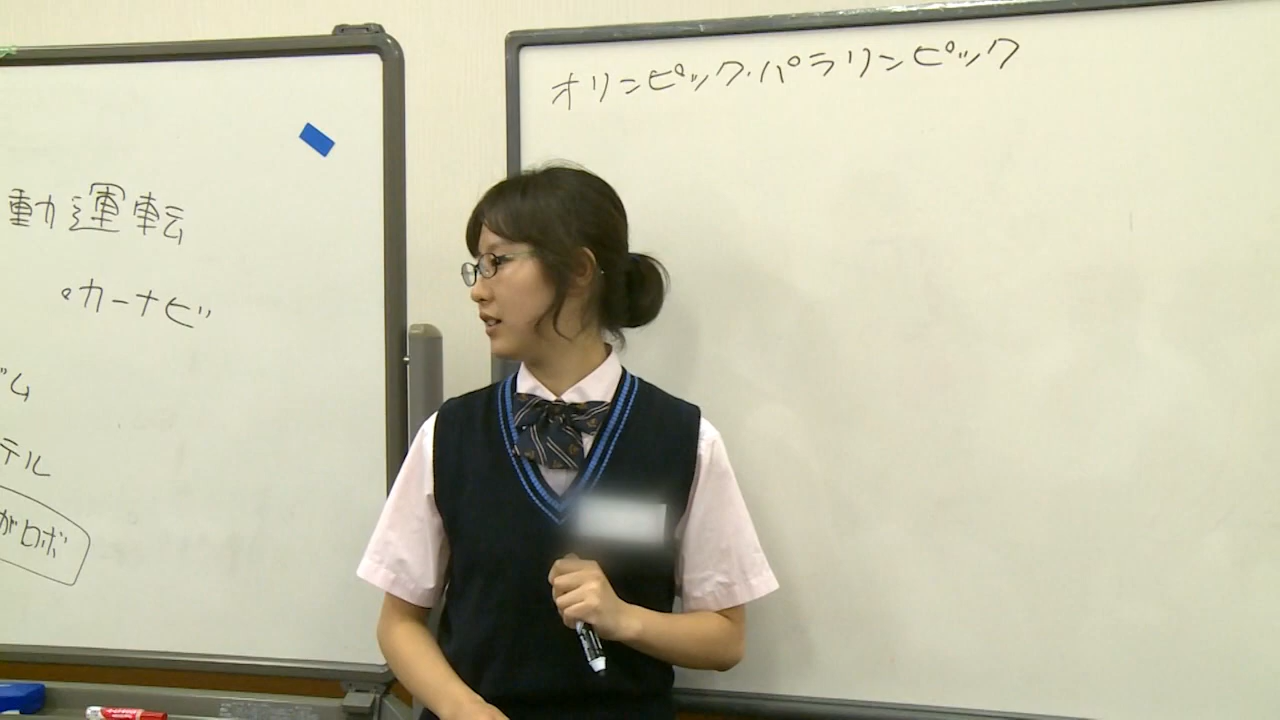 動運転
・カーナビ
ム
テル
がロボ
オリンピック・パラリンピック